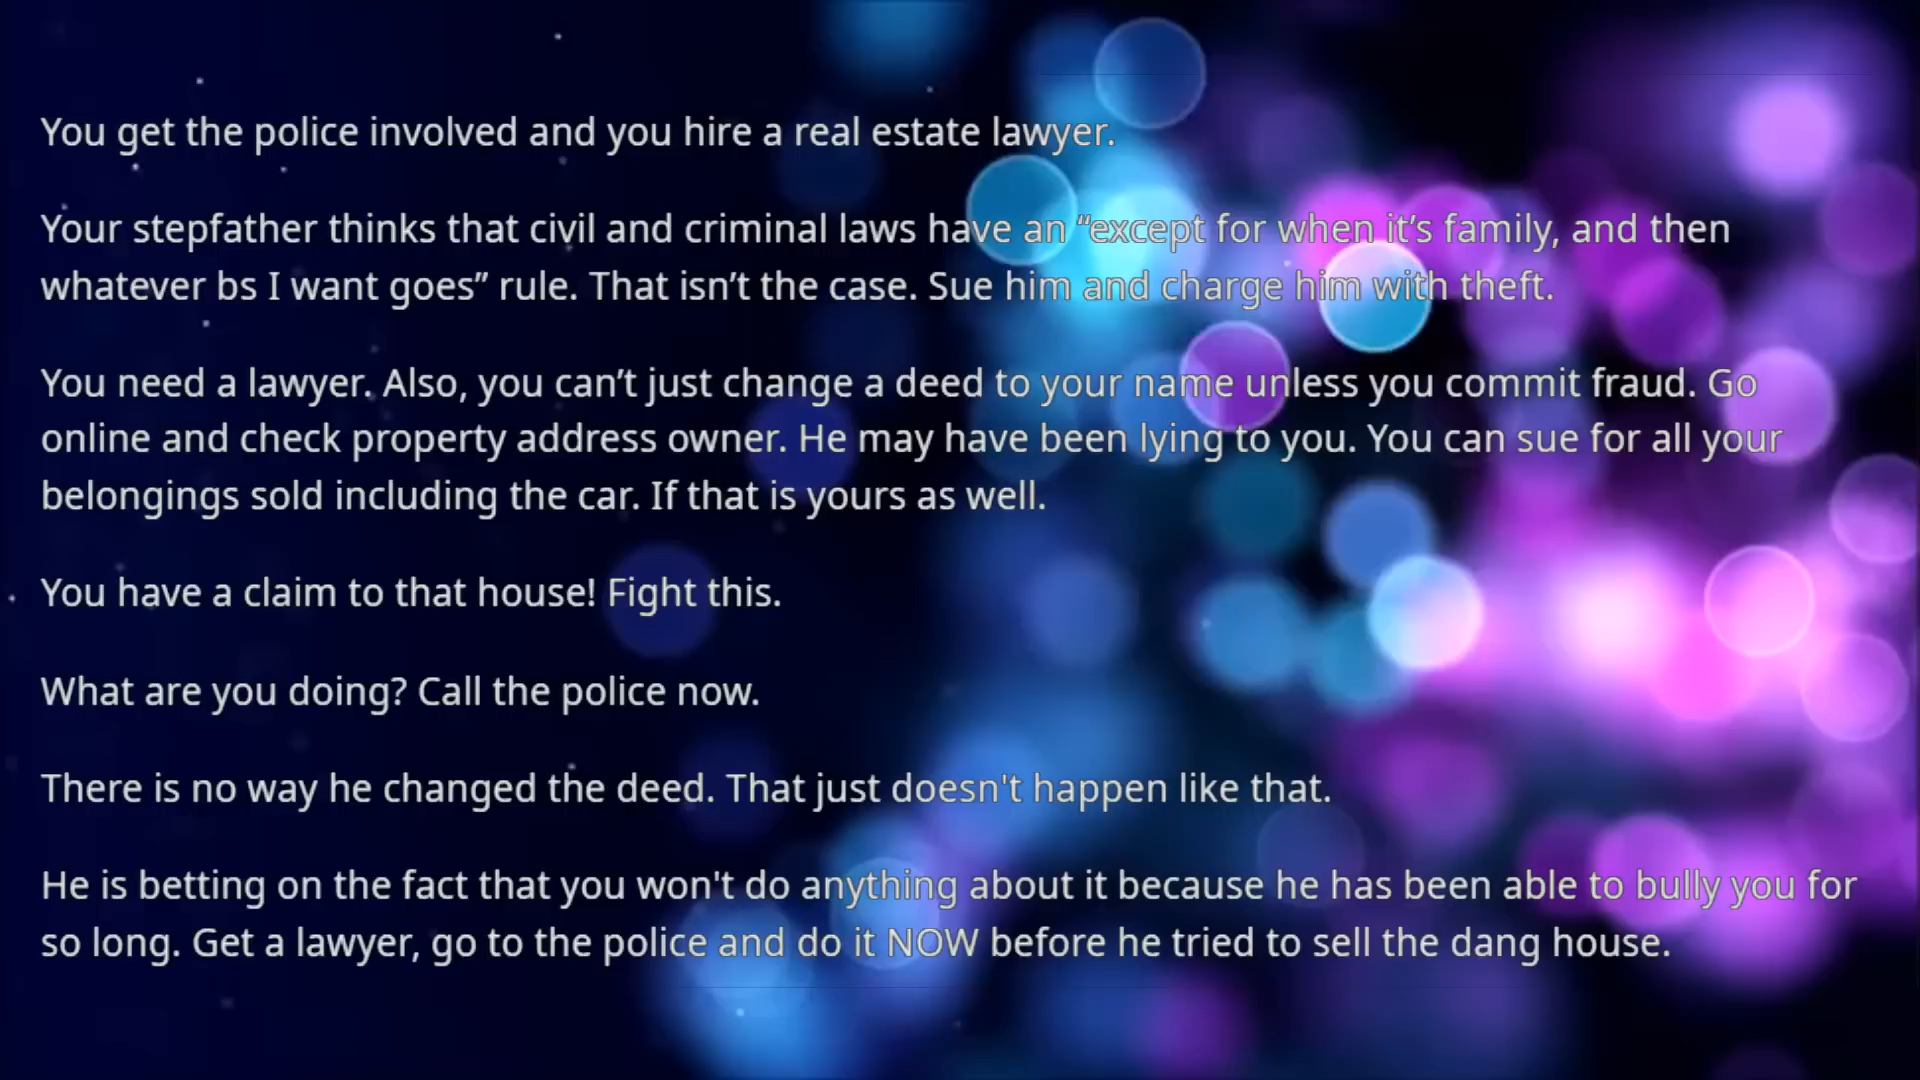 You get the police involved and you hire a real estate lawyer.
Your stepfather thinks that civil and criminal laws have an “except for when it’s family, and then
whatever bs I want goes” rule. That isn’t the case. Sue him and charge him with theft.
You need a lawyer. Also, you can’t just change a deed to your name unless you commit fraud. Go
online and check property address owner. He may have been lying to you. You can sue for all your
belongings sold including the car. If that is yours as well.
You have a claim to that house! Fight this.
What are you doing? Call the police now.
There is no way he changed the deed. That just doesn't happen like that.
He is betting on the fact that you won't do anything about it because he has been able to bully you for
so long. Get a lawyer, go to the police and do it NOW before he tried to sell the dang house.